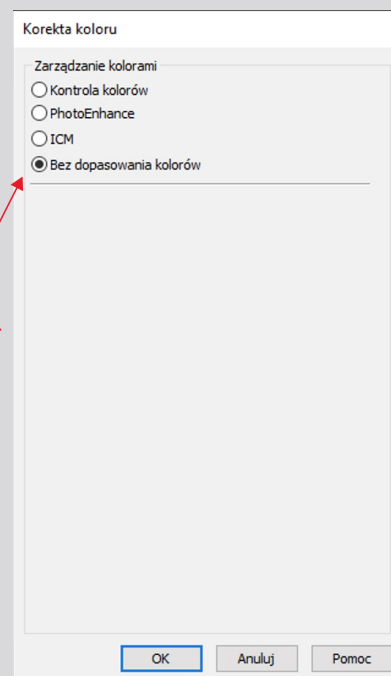 Korekta koloru
Zarządzanie kolorami
Kontrola kolorów
PhotoEnhance
ICM
Bez dopasowania kolorów
OK
Anuluj
Pomoc